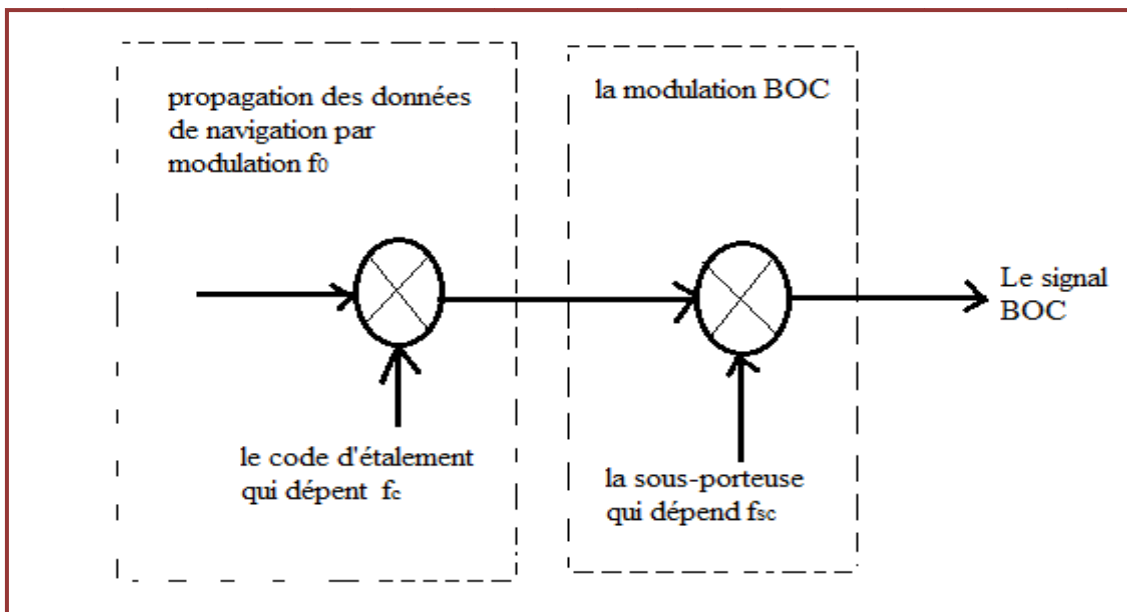 propagation des données
de navigation par
modulation f0
la modulation BOC
Le signal
BOC
le code d'étalement
qui dépent fc
la sous-porteuse
qui dépend fsc